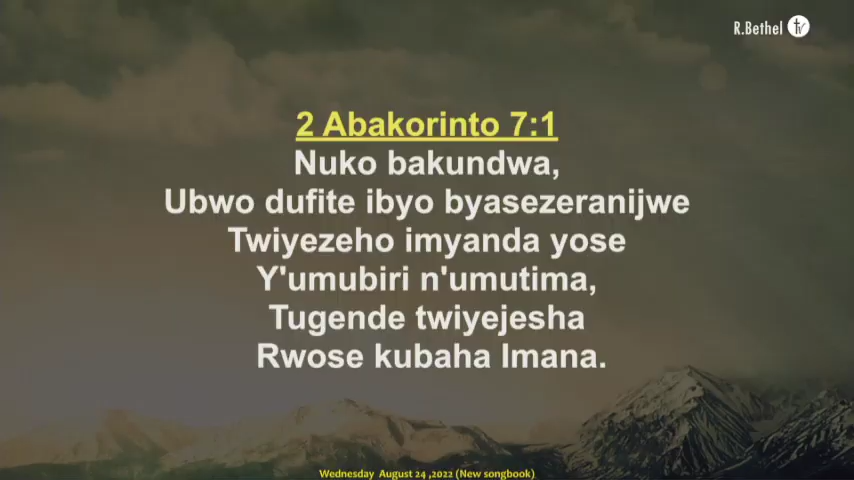 R.Bethel tv
2 Abakorinto 7:1
Nuko bakundwa,
Ubwo dufite ibyo byasezeranijwe
Twiyezeho imyanda yose
Y'umubiri n'umutima,
Tugende twiyejesha
Rwose kubaha Imana.
Wednesday August 24 ,2022 (New songbook)